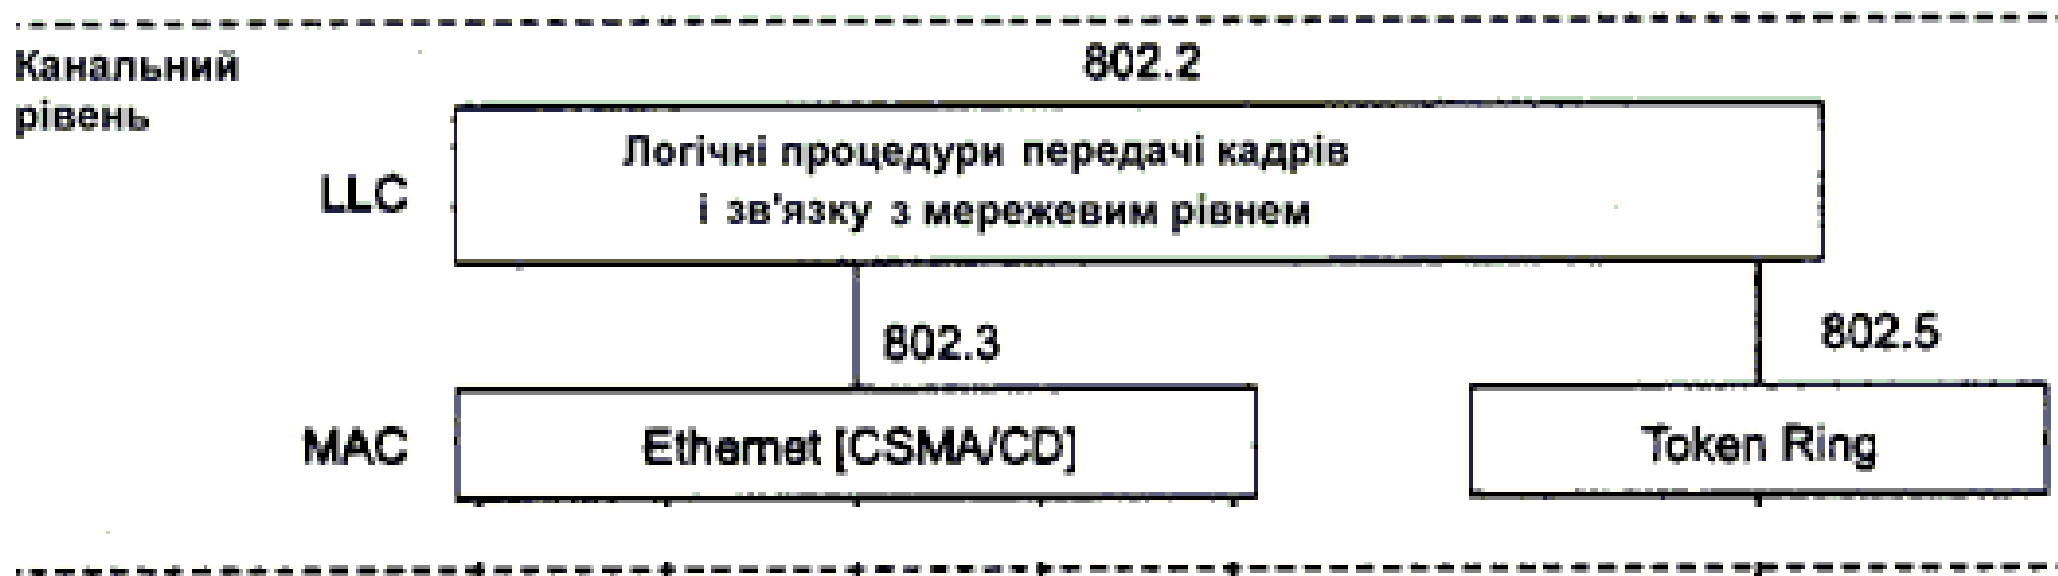 Канальний
рівень
802.2
LLC
Логічні процедури передачі кадрів
і зв'язку з мережевим рівнем
802.3
802.5
MAC
Ethernet [CSMA/CD]
Token Ring